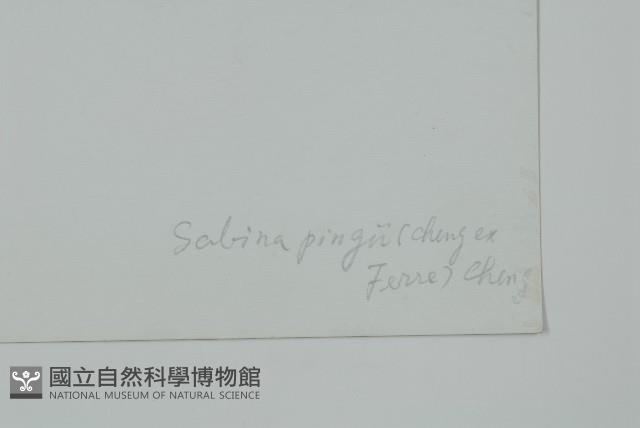 Sabina pingii (Cheng ex
Ferre) Cheng
國立自然科學博物館
NATIONAL MUSEUM OF NATURAL SCIENCE